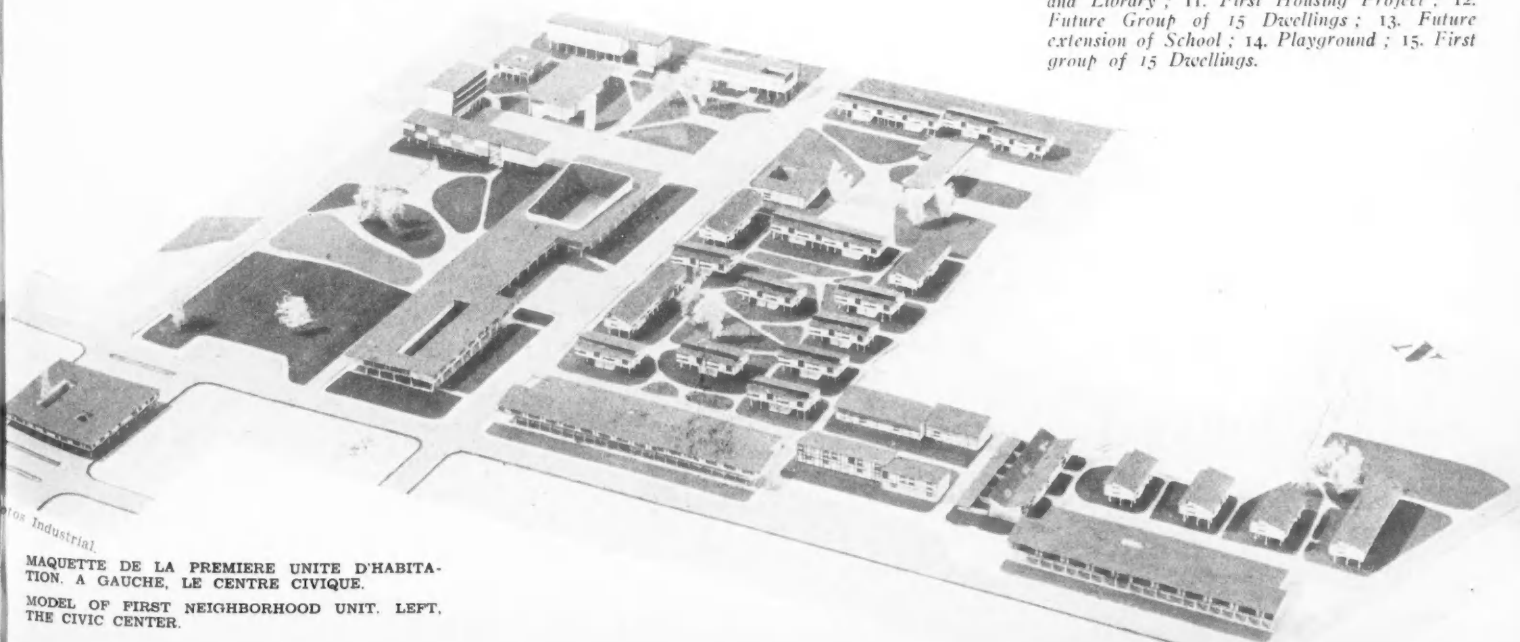 and Library ; 11. First Housing Project ; 12.
Future Group of 15 Dwellings ; 13. Future
extension of School ; 14. Playground ; 15. First
group of 15 Dwellings.
Industrial.
MAQUETTE DE LA PREMIERE UNITE D'HABITA-
TION. A GAUCHE, LE CENTRE CIVIQUE.
MODEL OF FIRST NEIGHBORHOOD UNIT. LEFT,
THE CIVIC CENTER.